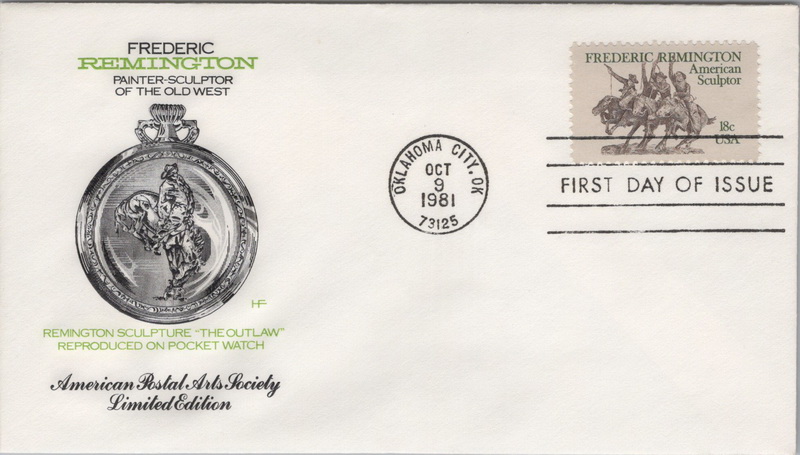 FREDERIC
REMINGTON
PAINTER-SCULPTOR
OF THE OLD WEST
HF
REMINGTON SCULPTURE "THE OUTLAW"
REPRODUCED ON POCKET WATCH
American Postal Arts Society
Limited Edition
OKLAHOMA CITY, OK
OCT
9
1981
73125
FREDERIC REMINGTON
American
Sculptor
18c
USA
FIRST DAY OF ISSUE